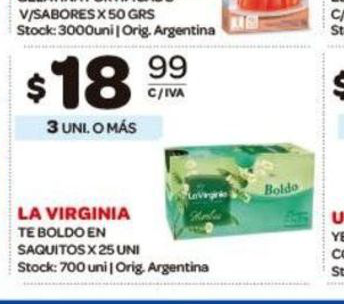 V/SABORES X 50 GRS
Stock: 3000uni | Orig. Argentina
$18 99
C/IVA
3 UNI. O MÁS
La Virginia
Boldo
LA VIRGINIA
TE BOLDO EN
SAQUITOS X 25 UNI
Stock: 700 uni | Orig. Argentina